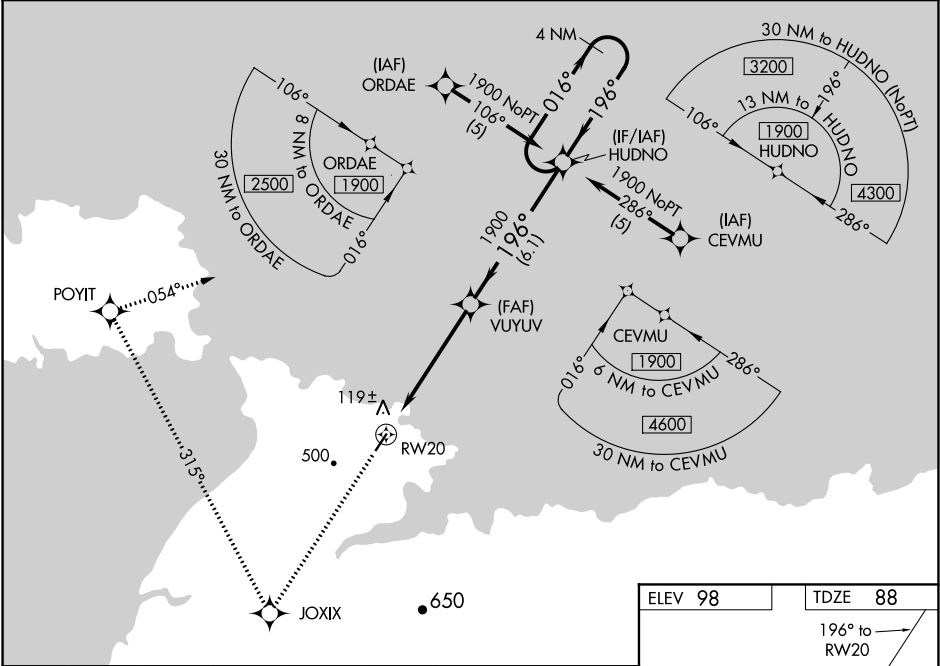 4 NM
016°
196°
(IAF)
ORDAE
1900 NoPT
106°
(5)
(IF/IAF)
HUDNO
1900 NoPT
286°
(5)
(IAF)
CEVMU
30 NM to HUDNO (NoPT)
3200
196°
13 NM to HUDNO
106°
1900
HUDNO
4300
286°
106°
8 NM to ORDAE
ORDAE
2500
1900
30 NM to ORDAE
016°
1900
196°
(6.1)
(FAF)
VUYUV
POYIT
054°
CEVMU
1900
016°
286°
6 NM to CEVMU
4600
30 NM to CEVMU
119±
RW20
500
315°
JOXIX
650
ELEV 98
TDZE 88
196° to
RW20